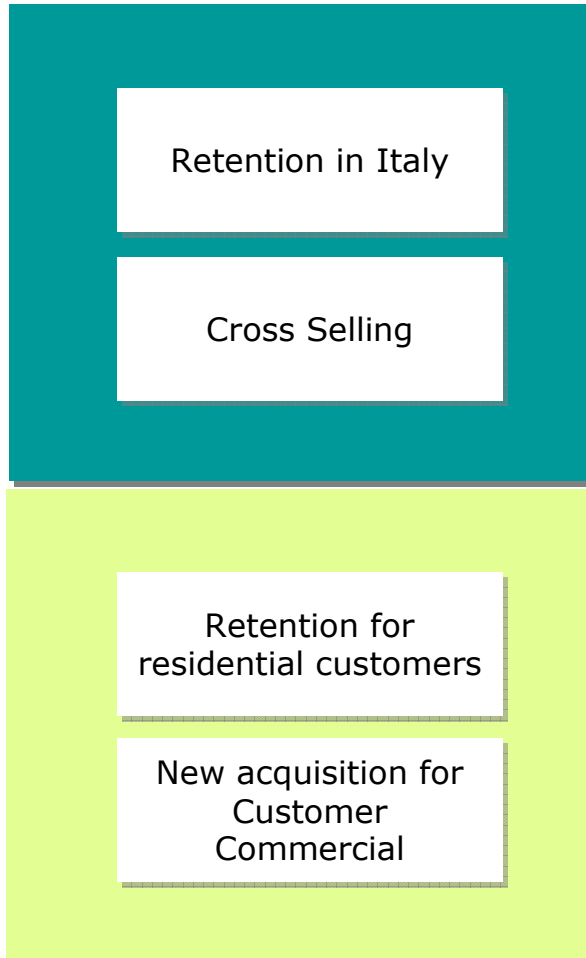 Retention in Italy
Cross Selling
Retention for
residential customers
New acquisition for
Customer
Commercial